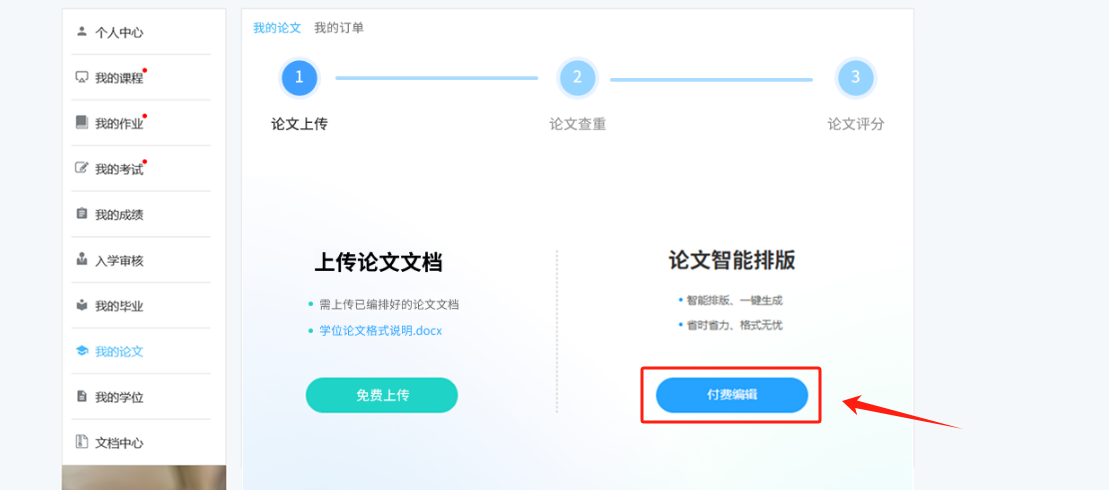 个人中心
我的课程
我的作业
我的考试
我的成绩
入学审核
我的毕业
我的论文
我的学位
文档中心
我的论文 我的订单
1 2 3
论文上传 论文查重 论文评分
上传论文文档
需上传已编排好的论文文档
学位论文格式说明.docx
免费上传
论文智能排版
智能排版、一键生成
省时省力、格式无忧
付费编辑